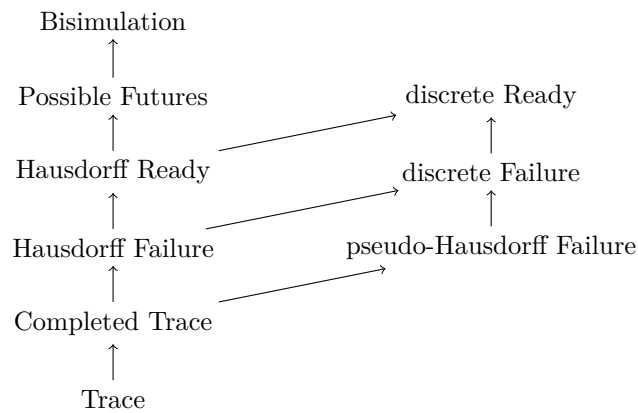 Bisimulation
Possible Futures
discrete Ready
Hausdorff Ready
discrete Failure
Hausdorff Failure
pseudo-Hausdorff Failure
Completed Trace
Trace